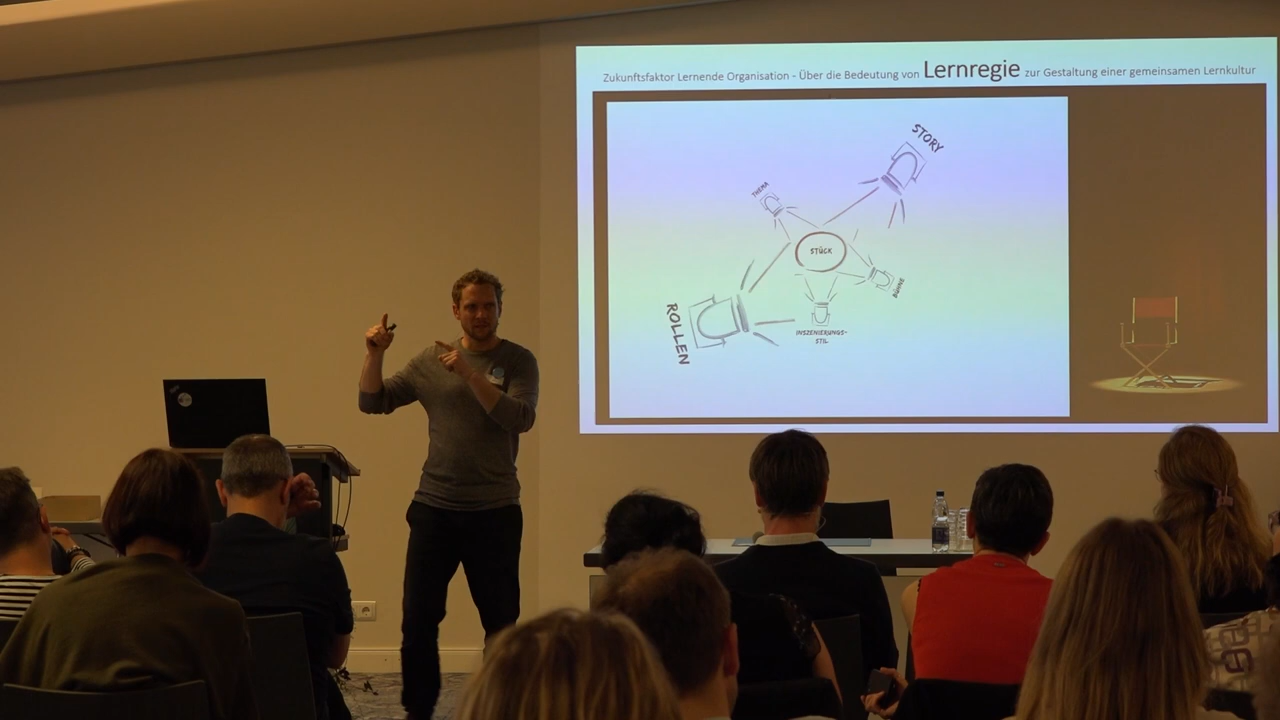 Zukunftsfaktor Lernende Organisation - Über die Bedeutung von Lernregie zur Gestaltung einer gemeinsamen Lernkultur
STORY
THEMA
STÜCK
BÜHNE
ROLLEN
INSZENIERUNGS-
STIL